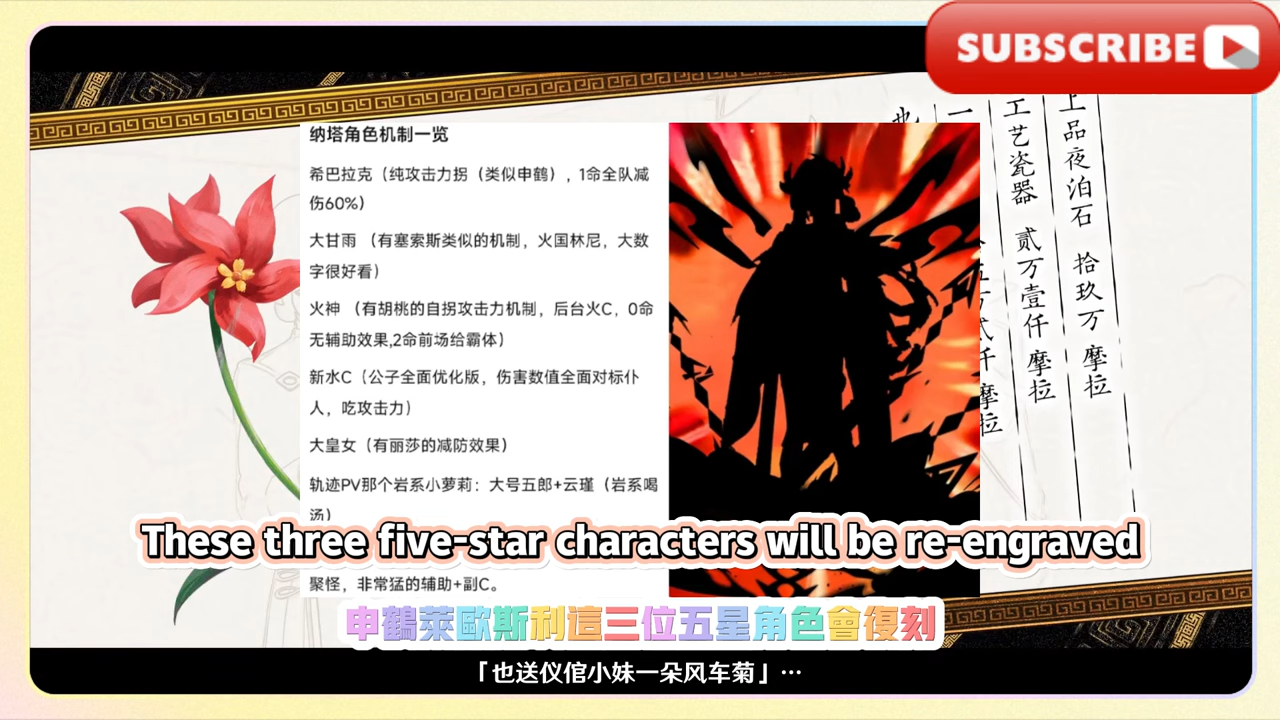 SUBSCRIBE
纳塔角色机制一览
希巴拉克（纯攻击力拐（类似申鹤），1命全队减
伤60%）
大甘雨 （有塞索斯类似的机制，火国林尼，大数
字很好看）
火神 （有胡桃的自拐攻击力机制，后台火C，0命
无辅助效果,2命前场给霸体）
新水C（公子全面优化版，伤害数值全面对标仆
人，吃攻击力）
大皇女（有丽莎的减防效果）
轨迹PV那个岩系小萝莉：大号五郎+云瑾（岩系喝
汤）
聚怪，非常猛的辅助+副C。
上品夜泊石 拾玖万 摩拉
工艺瓷器 贰万壹仟 摩拉
These three five-star characters will be re-engraved
申鶴萊歐斯利這三位五星角色會復刻
「也送仪倌小妹一朵风车菊」…